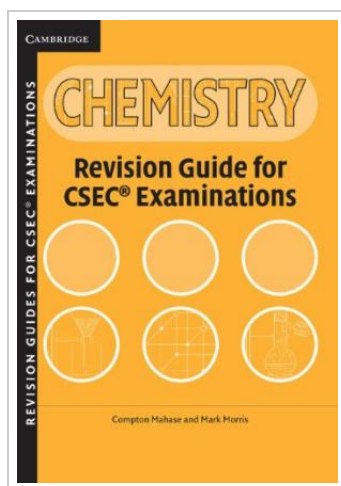 CAMBRIDGE
CHEMISTRY
Revision Guide for
CSEC® Examinations
REVISION GUIDES FOR CSEC® EXAMINATIONS
Compton Mahase and Mark Morris